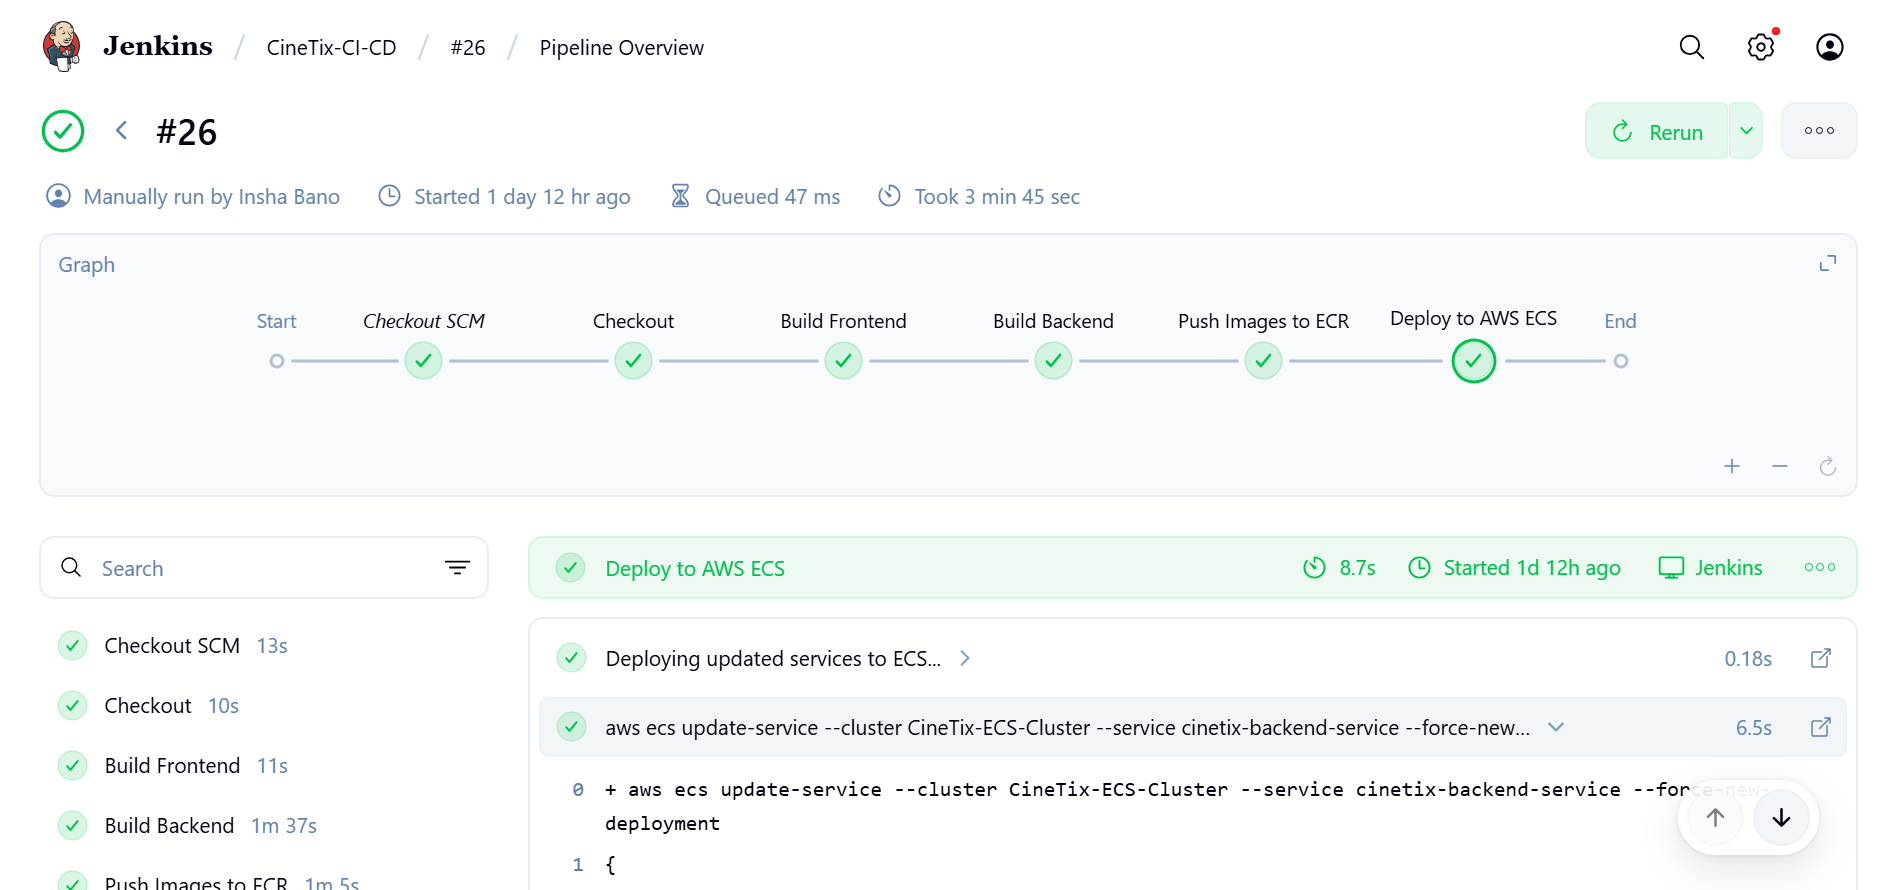 Jenkins / CineTix-CI-CD / #26 / Pipeline Overview
#26
Rerun
Manually run by Insha Bano Started 1 day 12 hr ago Queued 47 ms Took 3 min 45 sec
Graph
Start Checkout SCM Checkout Build Frontend Build Backend Push Images to ECR Deploy to AWS ECS End
Search
Checkout SCM 13s
Checkout 10s
Build Frontend 11s
Build Backend 1m 37s
Push Images to ECR 1m 5s
Deploy to AWS ECS 8.7s Started 1d 12h ago Jenkins
Deploying updated services to ECS... 0.18s
aws ecs update-service --cluster CineTix-ECS-Cluster --service cinetix-backend-service --force-new... 6.5s
0 + aws ecs update-service --cluster CineTix-ECS-Cluster --service cinetix-backend-service --force-new-
deployment
1 {